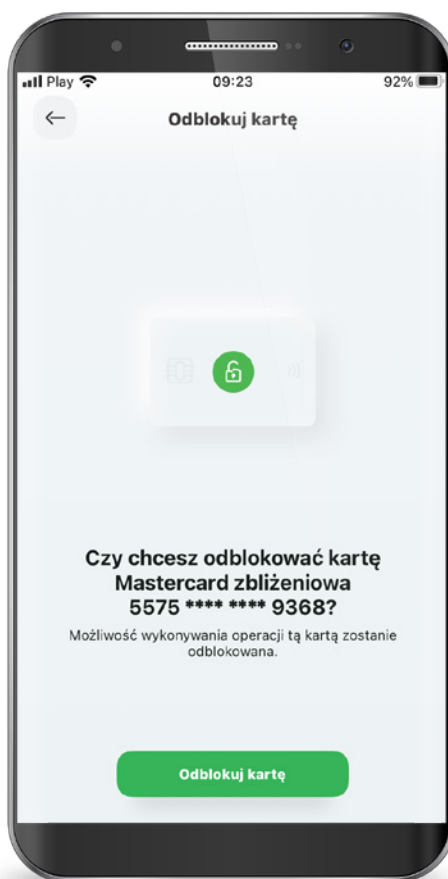 Play 09:23 92%
Odblokuj kartę
Czy chcesz odblokować kartę
Mastercard zbliżeniowa
5575 **** **** 9368?
Możliwość wykonywania operacji tą kartą zostanie
odblokowana.
Odblokuj kartę